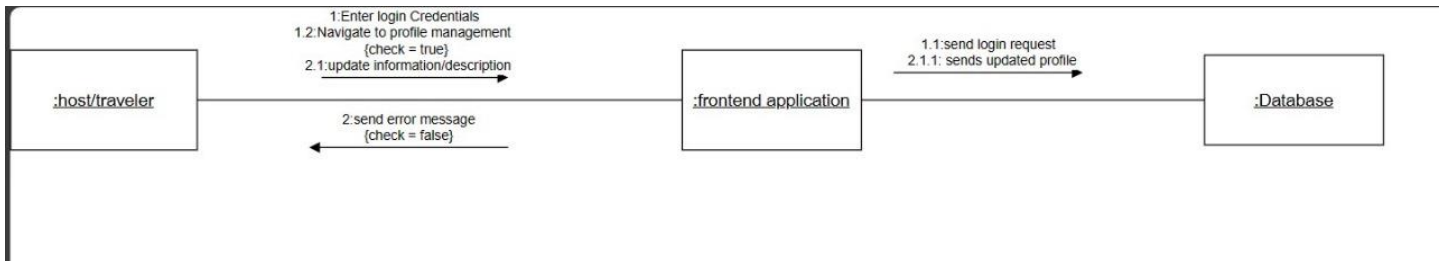 1:Enter login Credentials
1.2:Navigate to profile management
{check = true}
2.1:update information/description
1.1:send login request
2.1.1: sends updated profile
:host/traveler
:frontend application
:Database
2:send error message
{check = false}